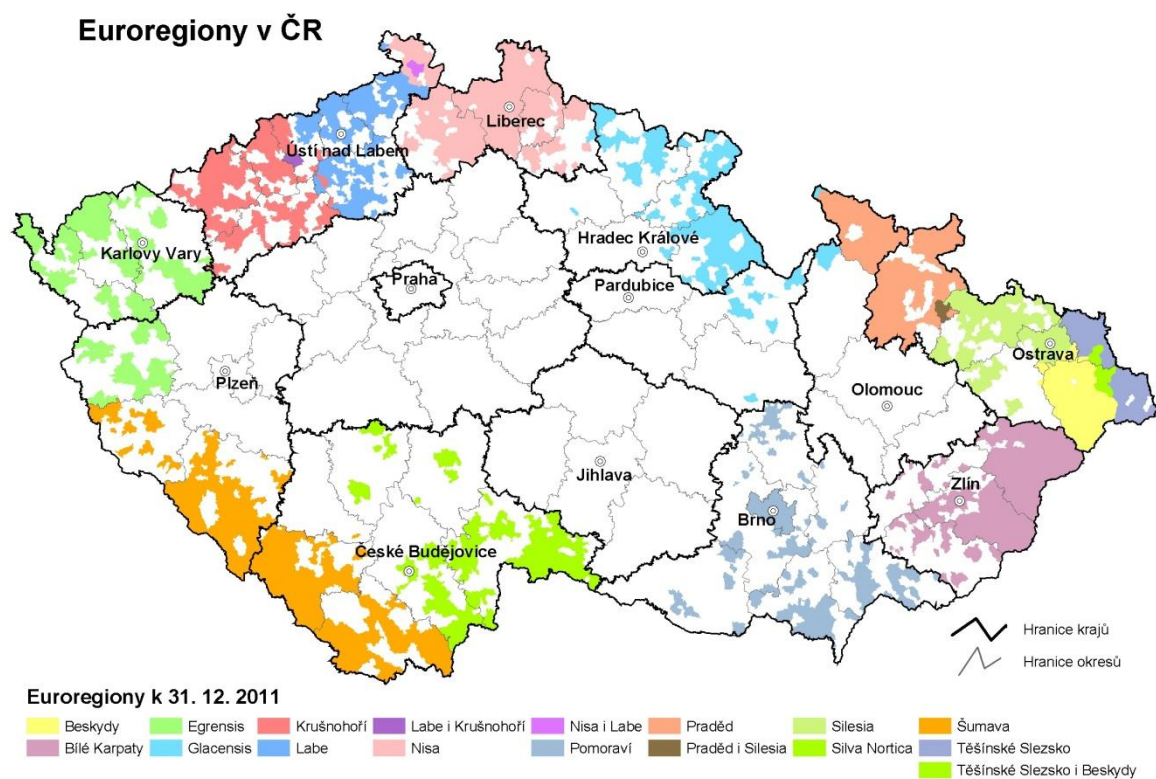 Euroregiony v ČR
Liberec
Ústí nad Labem
Karlovy Vary
Hradec Králové
Praha
Pardubice
Ostrava
Plzeň
Olomouc
Jihlava
Zlín
Brno
České Budějovice
Hranice krajů
Hranice okresů
Euroregiony k 31. 12. 2011
Beskydy Egrensis Krušnohoří Labe i Krušnohoří Nisa i Labe Praděd Silesia Šumava
Bílé Karpaty Glacensis Labe Nisa Pomoraví Praděd i Silesia Silva Nortica Těšínské Slezsko
Těšínské Slezsko i Beskydy